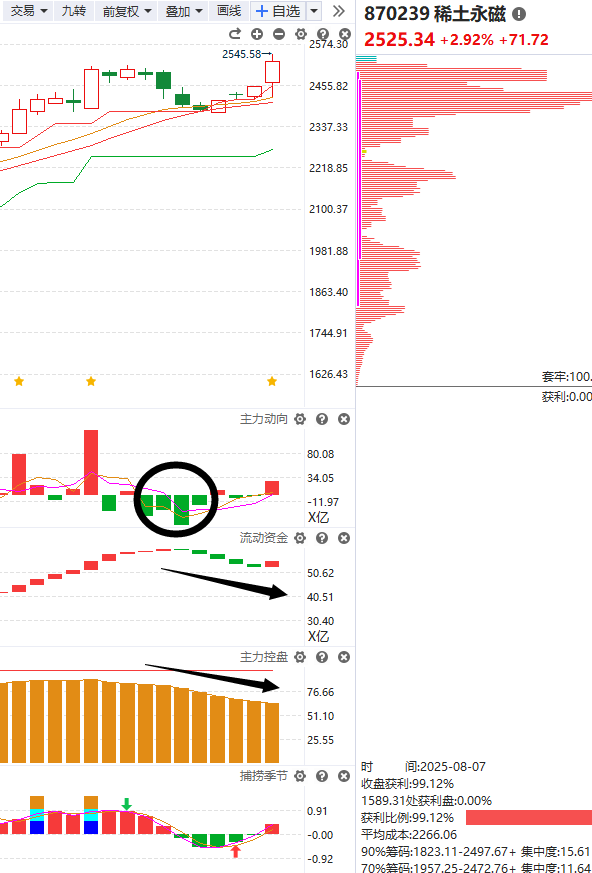 交易 九转 前复权 叠加 画线 + 自选 »
870239 稀土永磁
2525.34 +2.92% +71.72
2545.58→
2574.30
2455.82
2337.33
2218.85
2100.37
1981.88
1863.40
1744.91
1626.43
套牢:100.
获利:0.00
主力动向
80.08
34.05
-11.97
X亿
流动资金
50.62
40.51
30.40
X亿
主力控盘
76.66
51.10
25.55
捕捞季节
0.91
-0.00
-0.92
时 间:2025-08-07
收盘获利:99.12%
1589.31处获利盘:0.00%
获利比例:99.12%
平均成本:2266.06
90%筹码:1823.11-2497.67+ 集中度:15.61
70%筹码:1957.25-2472.76+ 集中度:11.64